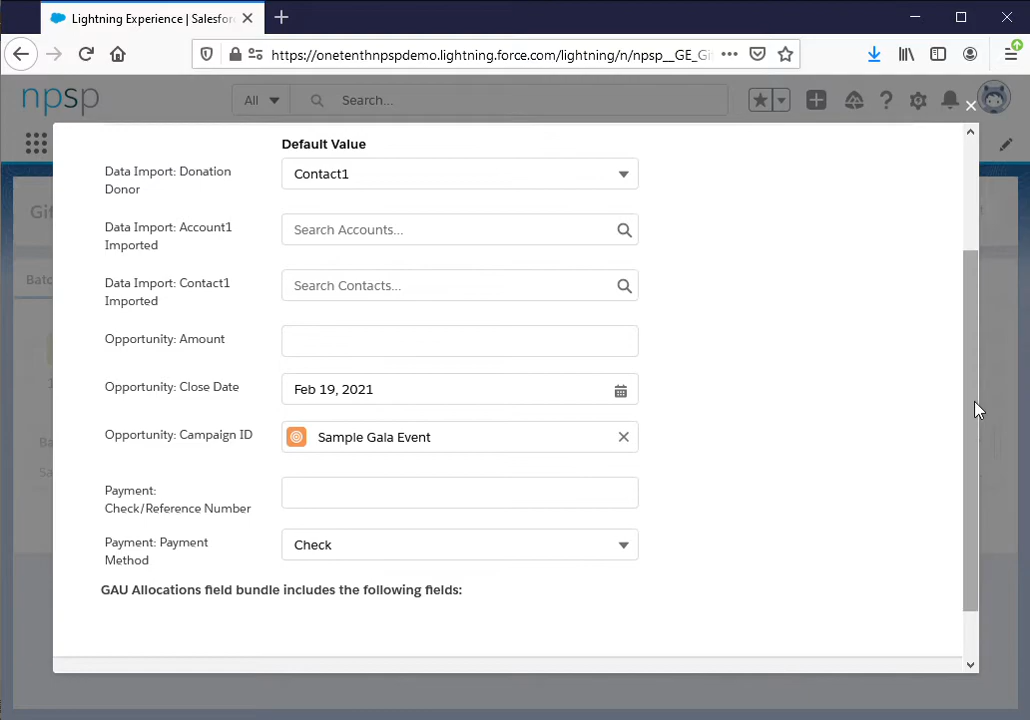 Lightning Experience | Salesfor
https://onetenthnpspdemo.lightning.force.com/lightning/n/npsp__GE_Gi
npsp
All
Search...
Gif
Batc
Default Value
Data Import: Donation
Donor
Contact1
Data Import: Account1
Imported
Search Accounts...
Data Import: Contact1
Imported
Search Contacts...
Opportunity: Amount
Opportunity: Close Date
Feb 19, 2021
Opportunity: Campaign ID
Sample Gala Event
Payment:
Check/Reference Number
Payment: Payment
Method
Check
GAU Allocations field bundle includes the following fields: